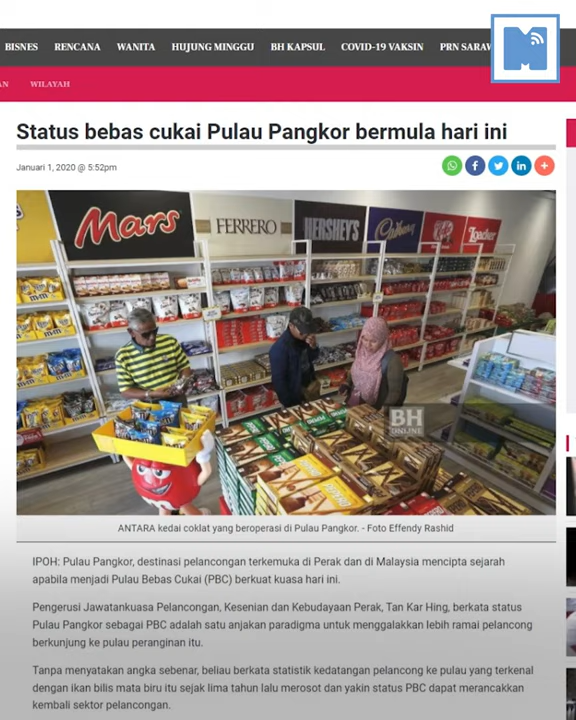 BISNES RENCANA WANITA HUJUNG MINGGU BH KAPSUL COVID-19 VAKSIN PRN SARAW
AN WILAYAH
Status bebas cukai Pulau Pangkor bermula hari ini
Januari 1, 2020 @ 5:52pm
Mars FERRERO HERSHEY'S Cadbury KitKat Loacker
m&m's
BH
ONLINE
ANTARA kedai coklat yang beroperasi di Pulau Pangkor. - Foto Effendy Rashid
IPOH: Pulau Pangkor, destinasi pelancongan terkemuka di Perak dan di Malaysia mencipta sejarah
apabila menjadi Pulau Bebas Cukai (PBC) berkuat kuasa hari ini.
Pengerusi Jawatankuasa Pelancongan, Kesenian dan Kebudayaan Perak, Tan Kar Hing, berkata status
Pulau Pangkor sebagai PBC adalah satu anjakan paradigma untuk menggalakkan lebih ramai pelancong
berkunjung ke pulau peranginan itu.
Tanpa menyatakan angka sebenar, beliau berkata statistik kedatangan pelancong ke pulau yang terkenal
dengan ikan bilis mata biru itu sejak lima tahun lalu merosot dan yakin status PBC dapat merancakkan
kembali sektor pelancongan.